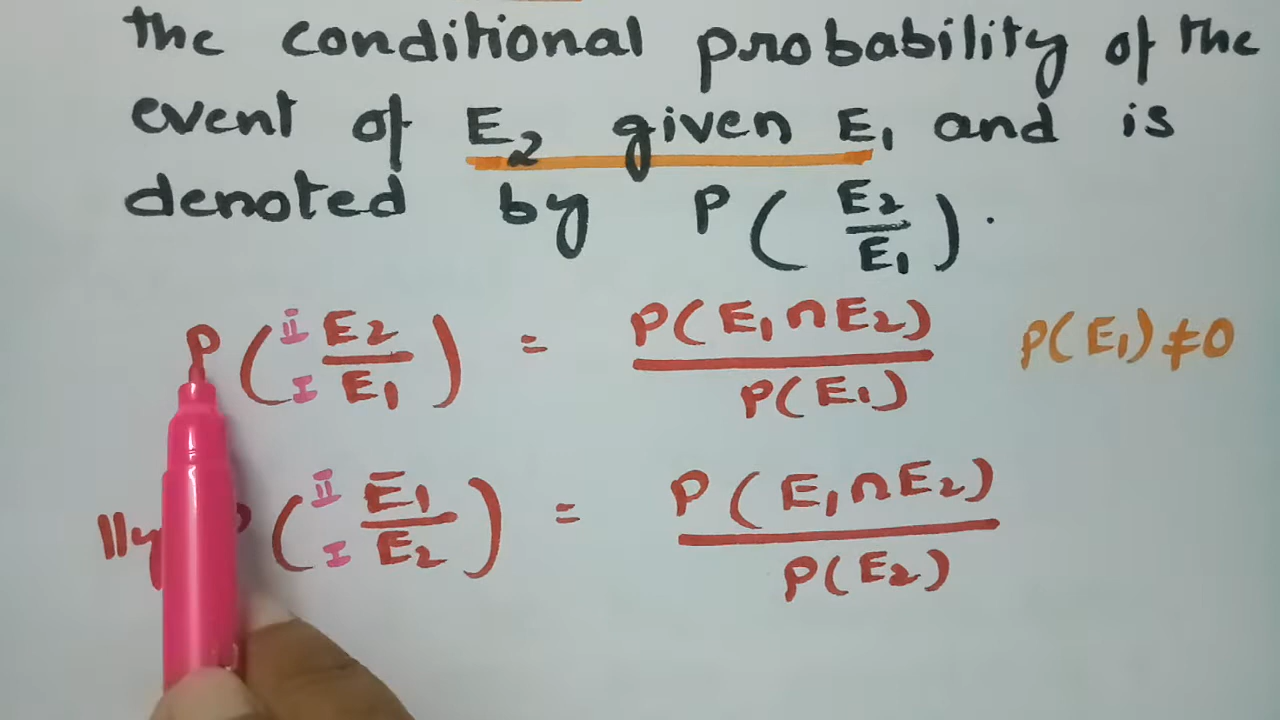 the conditional probability of the
event of E₂ given E₁ and is
denoted by P(E₂/E₁).
P(ii E₂/I E₁) = P(E₁∩E₂)/P(E₁) P(E₁)≠0
lly (ii E₁/I E₂) = P(E₁∩E₂)/P(E₂)